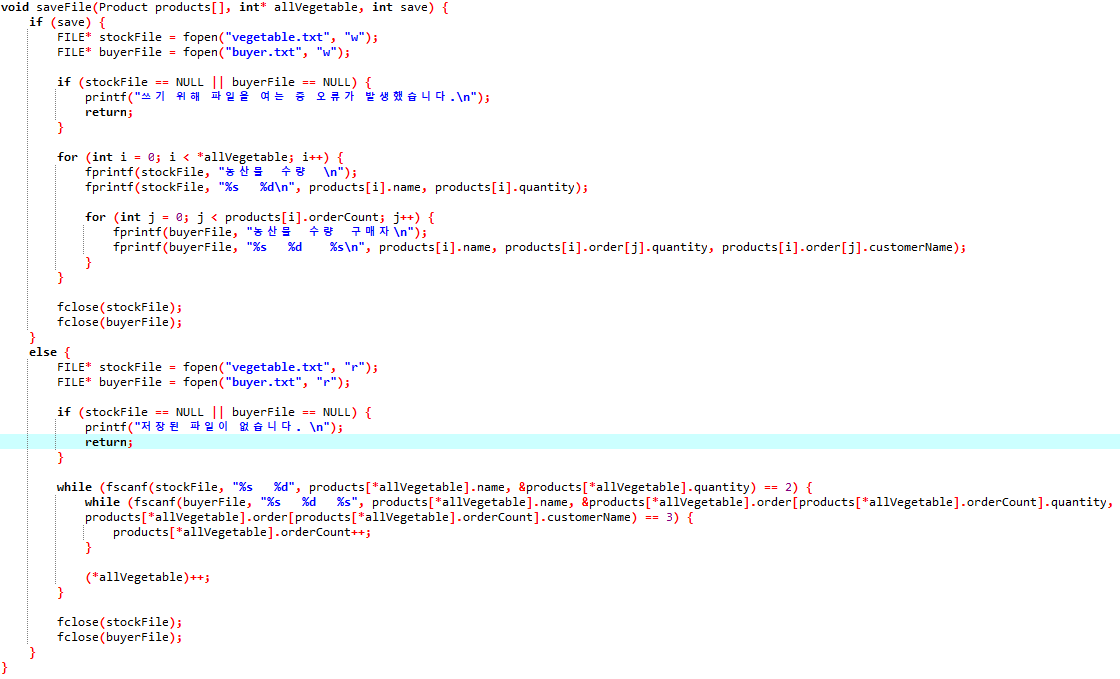 void saveFile(Product products[], int* allVegetable, int save) {
if (save) {
FILE* stockFile = fopen("vegetable.txt", "w");
FILE* buyerFile = fopen("buyer.txt", "w");
if (stockFile == NULL || buyerFile == NULL) {
printf("쓰기 위해 파일을 여는 중 오류가 발생했습니다.\n");
return;
}
for (int i = 0; i < *allVegetable; i++) {
fprintf(stockFile, "농산물  수량  \n");
fprintf(stockFile, "%s   %d\n", products[i].name, products[i].quantity);
for (int j = 0; j < products[i].orderCount; j++) {
fprintf(buyerFile, "농산물  수량  구매자\n");
fprintf(buyerFile, "%s   %d    %s\n", products[i].name, products[i].order[j].quantity, products[i].order[j].customerName);
}
}
fclose(stockFile);
fclose(buyerFile);
}
else {
FILE* stockFile = fopen("vegetable.txt", "r");
FILE* buyerFile = fopen("buyer.txt", "r");
if (stockFile == NULL || buyerFile == NULL) {
printf("저장된 파일이 없습니다. \n");
return;
}
while (fscanf(stockFile, "%s   %d", products[*allVegetable].name, &products[*allVegetable].quantity) == 2) {
while (fscanf(buyerFile, "%s   %d   %s", products[*allVegetable].name, &products[*allVegetable].order[products[*allVegetable].orderCount].quantity,
products[*allVegetable].order[products[*allVegetable].orderCount].customerName) == 3) {
products[*allVegetable].orderCount++;
}
(*allVegetable)++;
}
fclose(stockFile);
fclose(buyerFile);
}
}